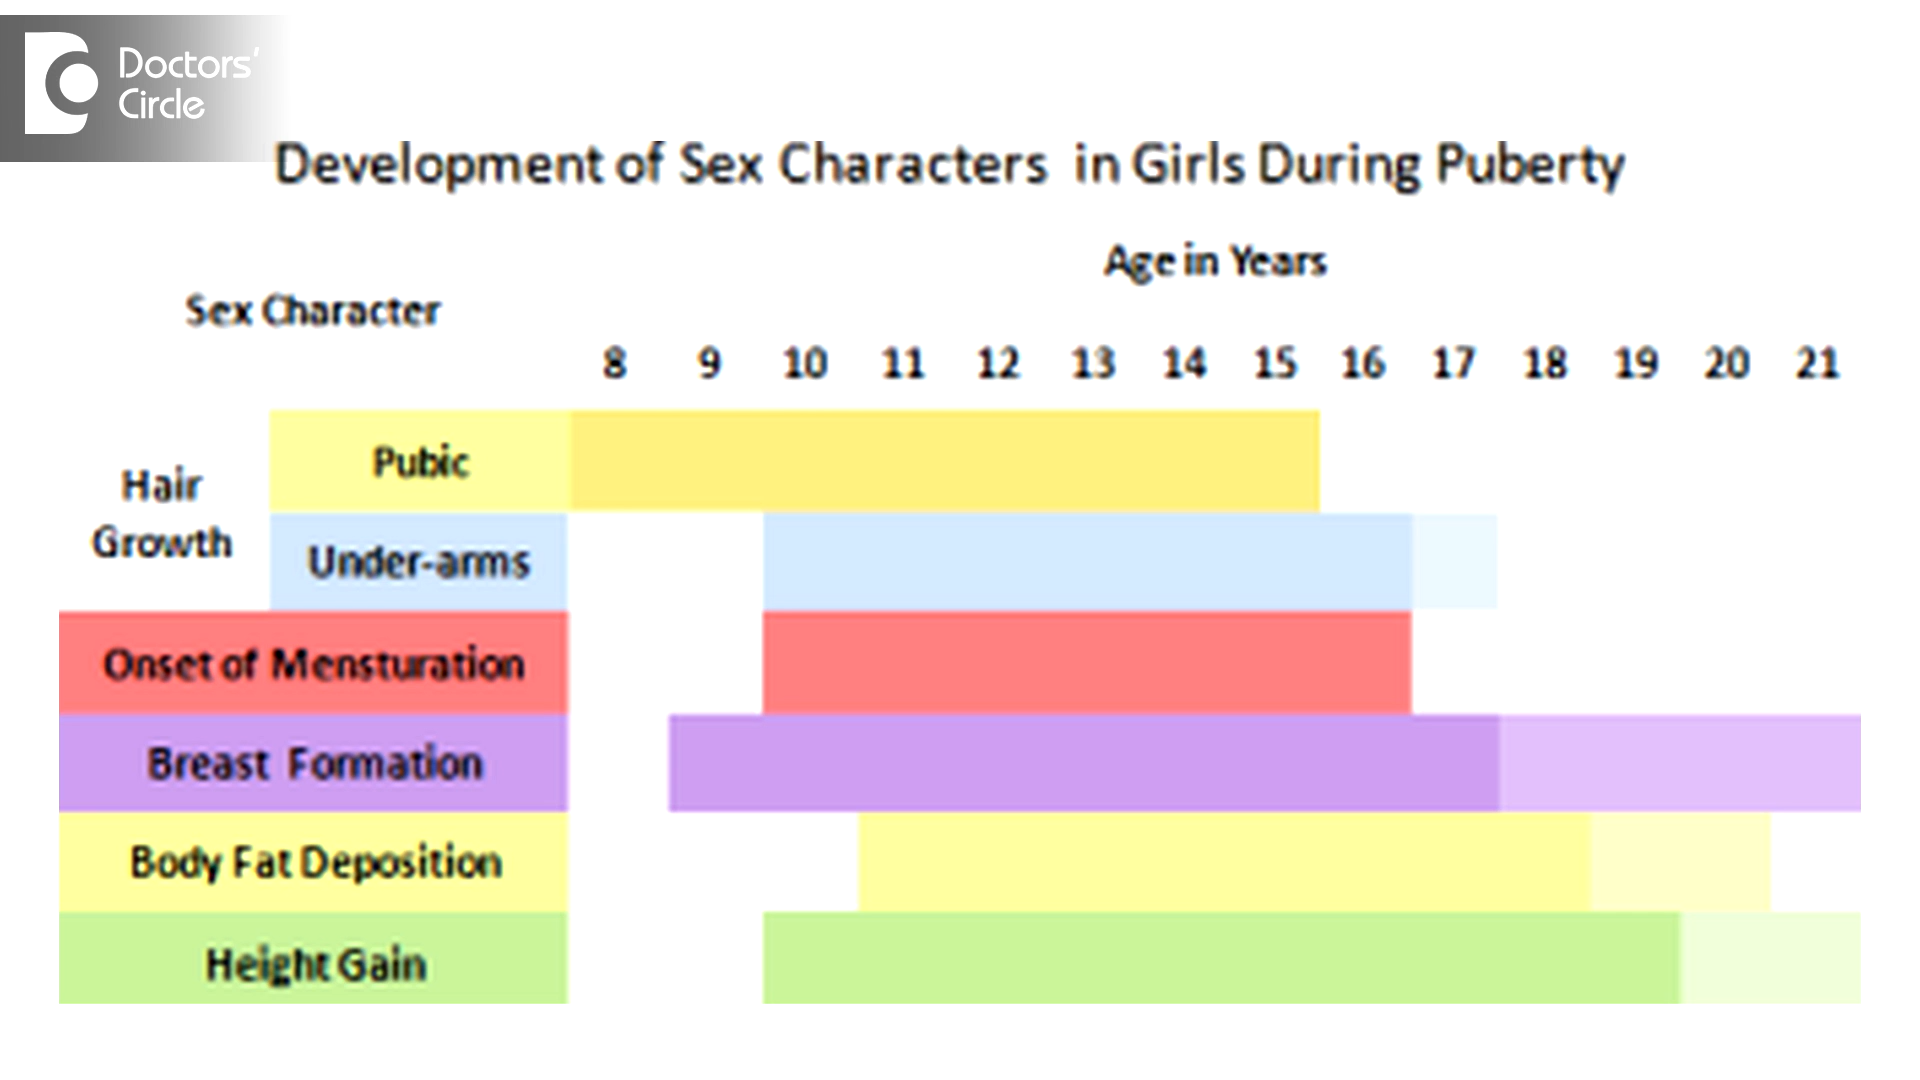 Doctors'
Circle
Development of Sex Characters in Girls During Puberty
Age in Years
Sex Character
8 9 10 11 12 13 14 15 16 17 18 19 20 21
Hair
Growth
Pubic
Under-arms
Onset of Mensturation
Breast Formation
Body Fat Deposition
Height Gain